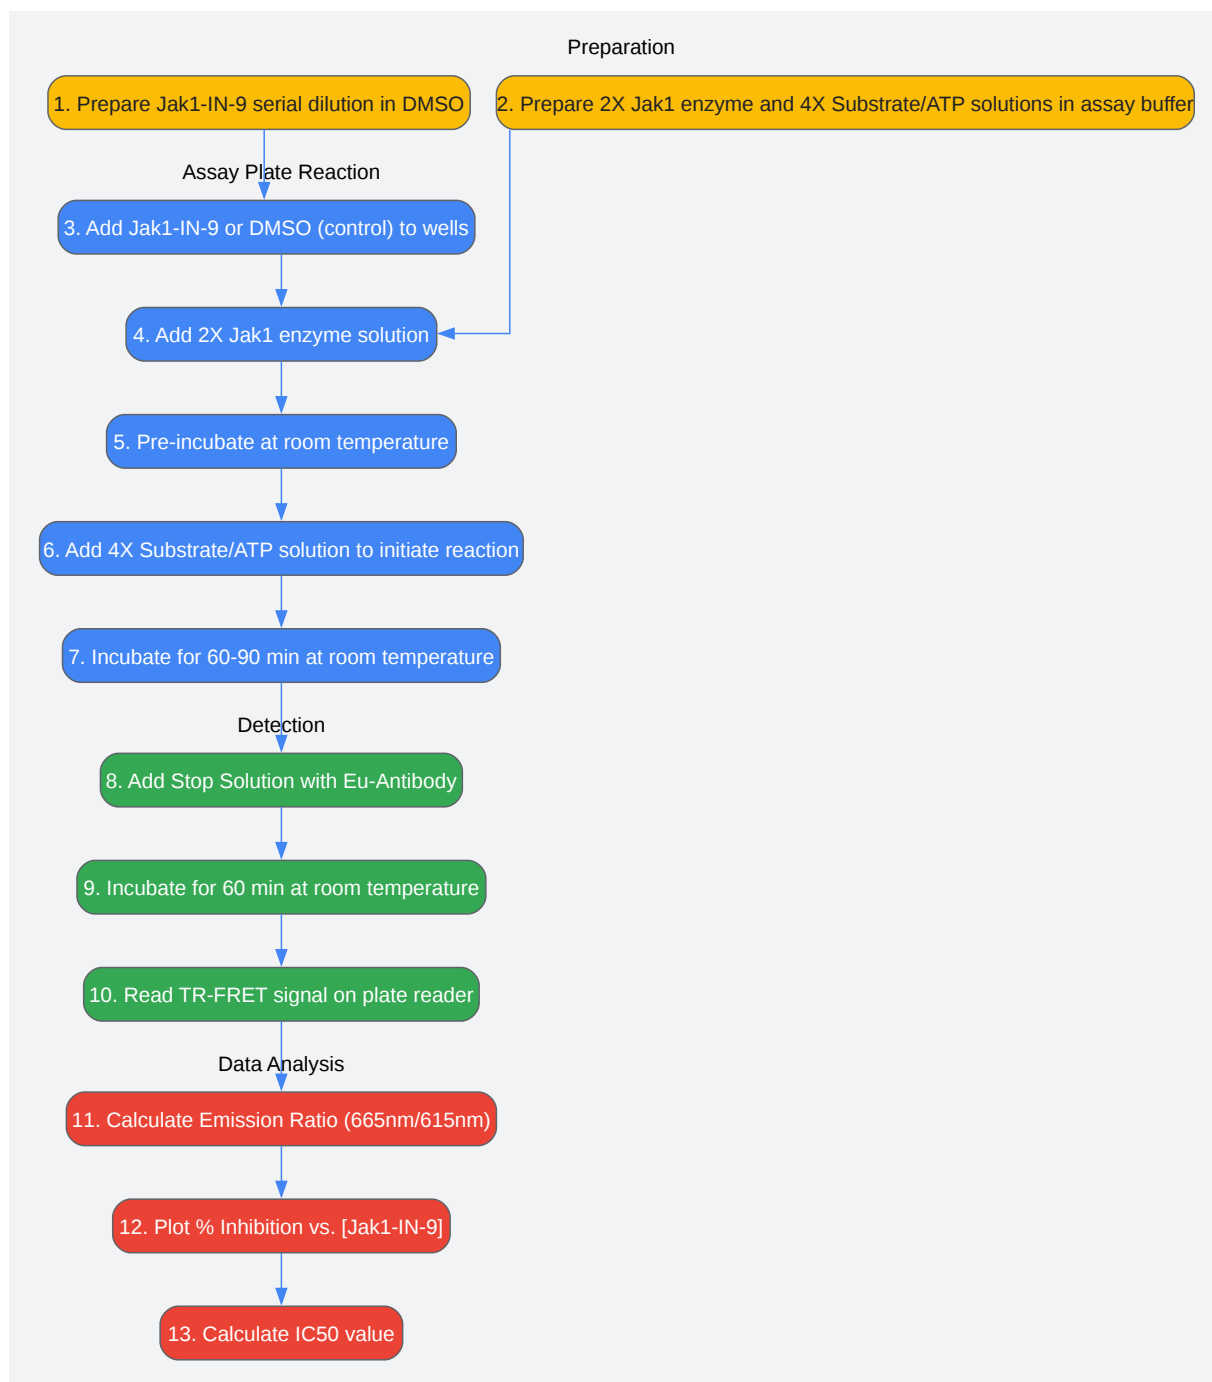 Preparation
1. Prepare Jak1-IN-9 serial dilution in DMSO
2. Prepare 2X Jak1 enzyme and 4X Substrate/ATP solutions in assay buffer
Assay Plate Reaction
3. Add Jak1-IN-9 or DMSO (control) to wells
4. Add 2X Jak1 enzyme solution
5. Pre-incubate at room temperature
6. Add 4X Substrate/ATP solution to initiate reaction
7. Incubate for 60-90 min at room temperature
Detection
8. Add Stop Solution with Eu-Antibody
9. Incubate for 60 min at room temperature
10. Read TR-FRET signal on plate reader
Data Analysis
11. Calculate Emission Ratio (665nm/615nm)
12. Plot % Inhibition vs. [Jak1-IN-9]
13. Calculate IC50 value